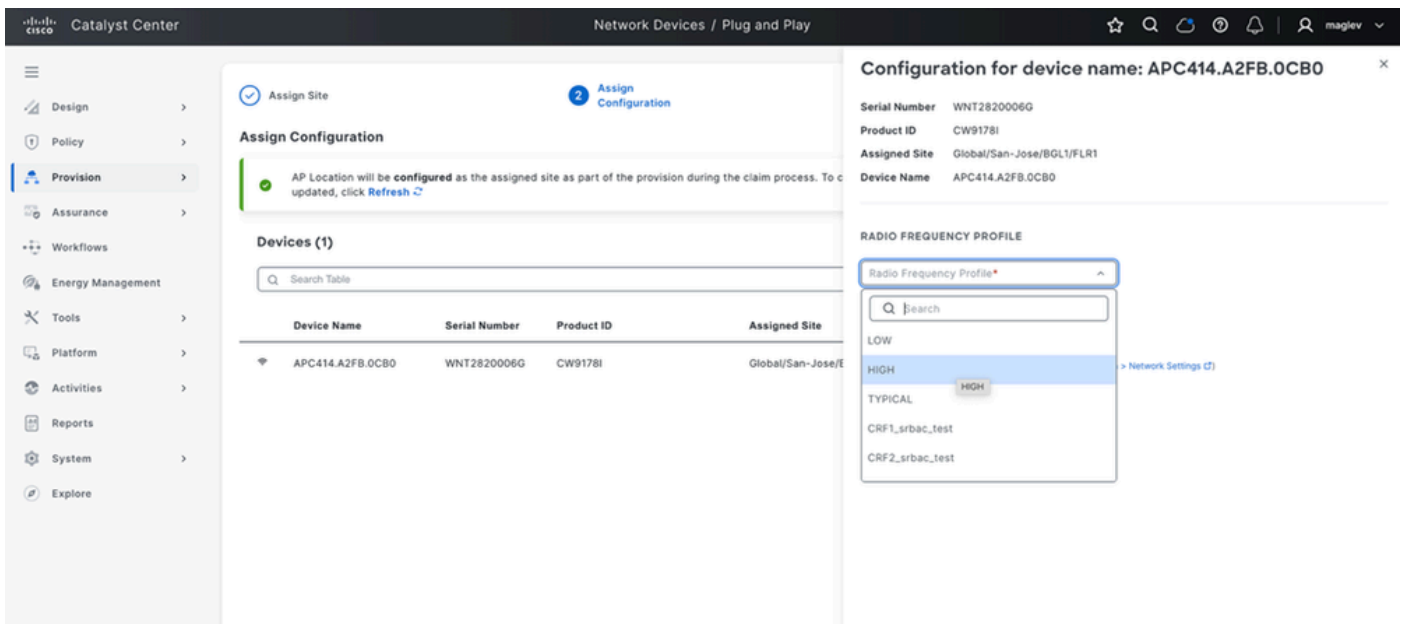 cisco Catalyst Center
Network Devices / Plug and Play
maglev
Design
Policy
Provision
Assurance
Workflows
Energy Management
Tools
Platform
Activities
Reports
System
Explore
Assign Site
2 Assign
Configuration
Assign Configuration
AP Location will be configured as the assigned site as part of the provision during the claim process. To c
updated, click Refresh
Devices (1)
Search Table
Device Name Serial Number Product ID Assigned Site
APC414.A2FB.0CB0 WNT2820006G CW9178I Global/San-Jose/B
Configuration for device name: APC414.A2FB.0CB0
Serial Number WNT2820006G
Product ID CW9178I
Assigned Site Global/San-Jose/BGL1/FLR1
Device Name APC414.A2FB.0CB0
RADIO FREQUENCY PROFILE
Radio Frequency Profile*
Search
LOW
HIGH
> Network Settings
HIGH
TYPICAL
CRF1_srbac_test
CRF2_srbac_test